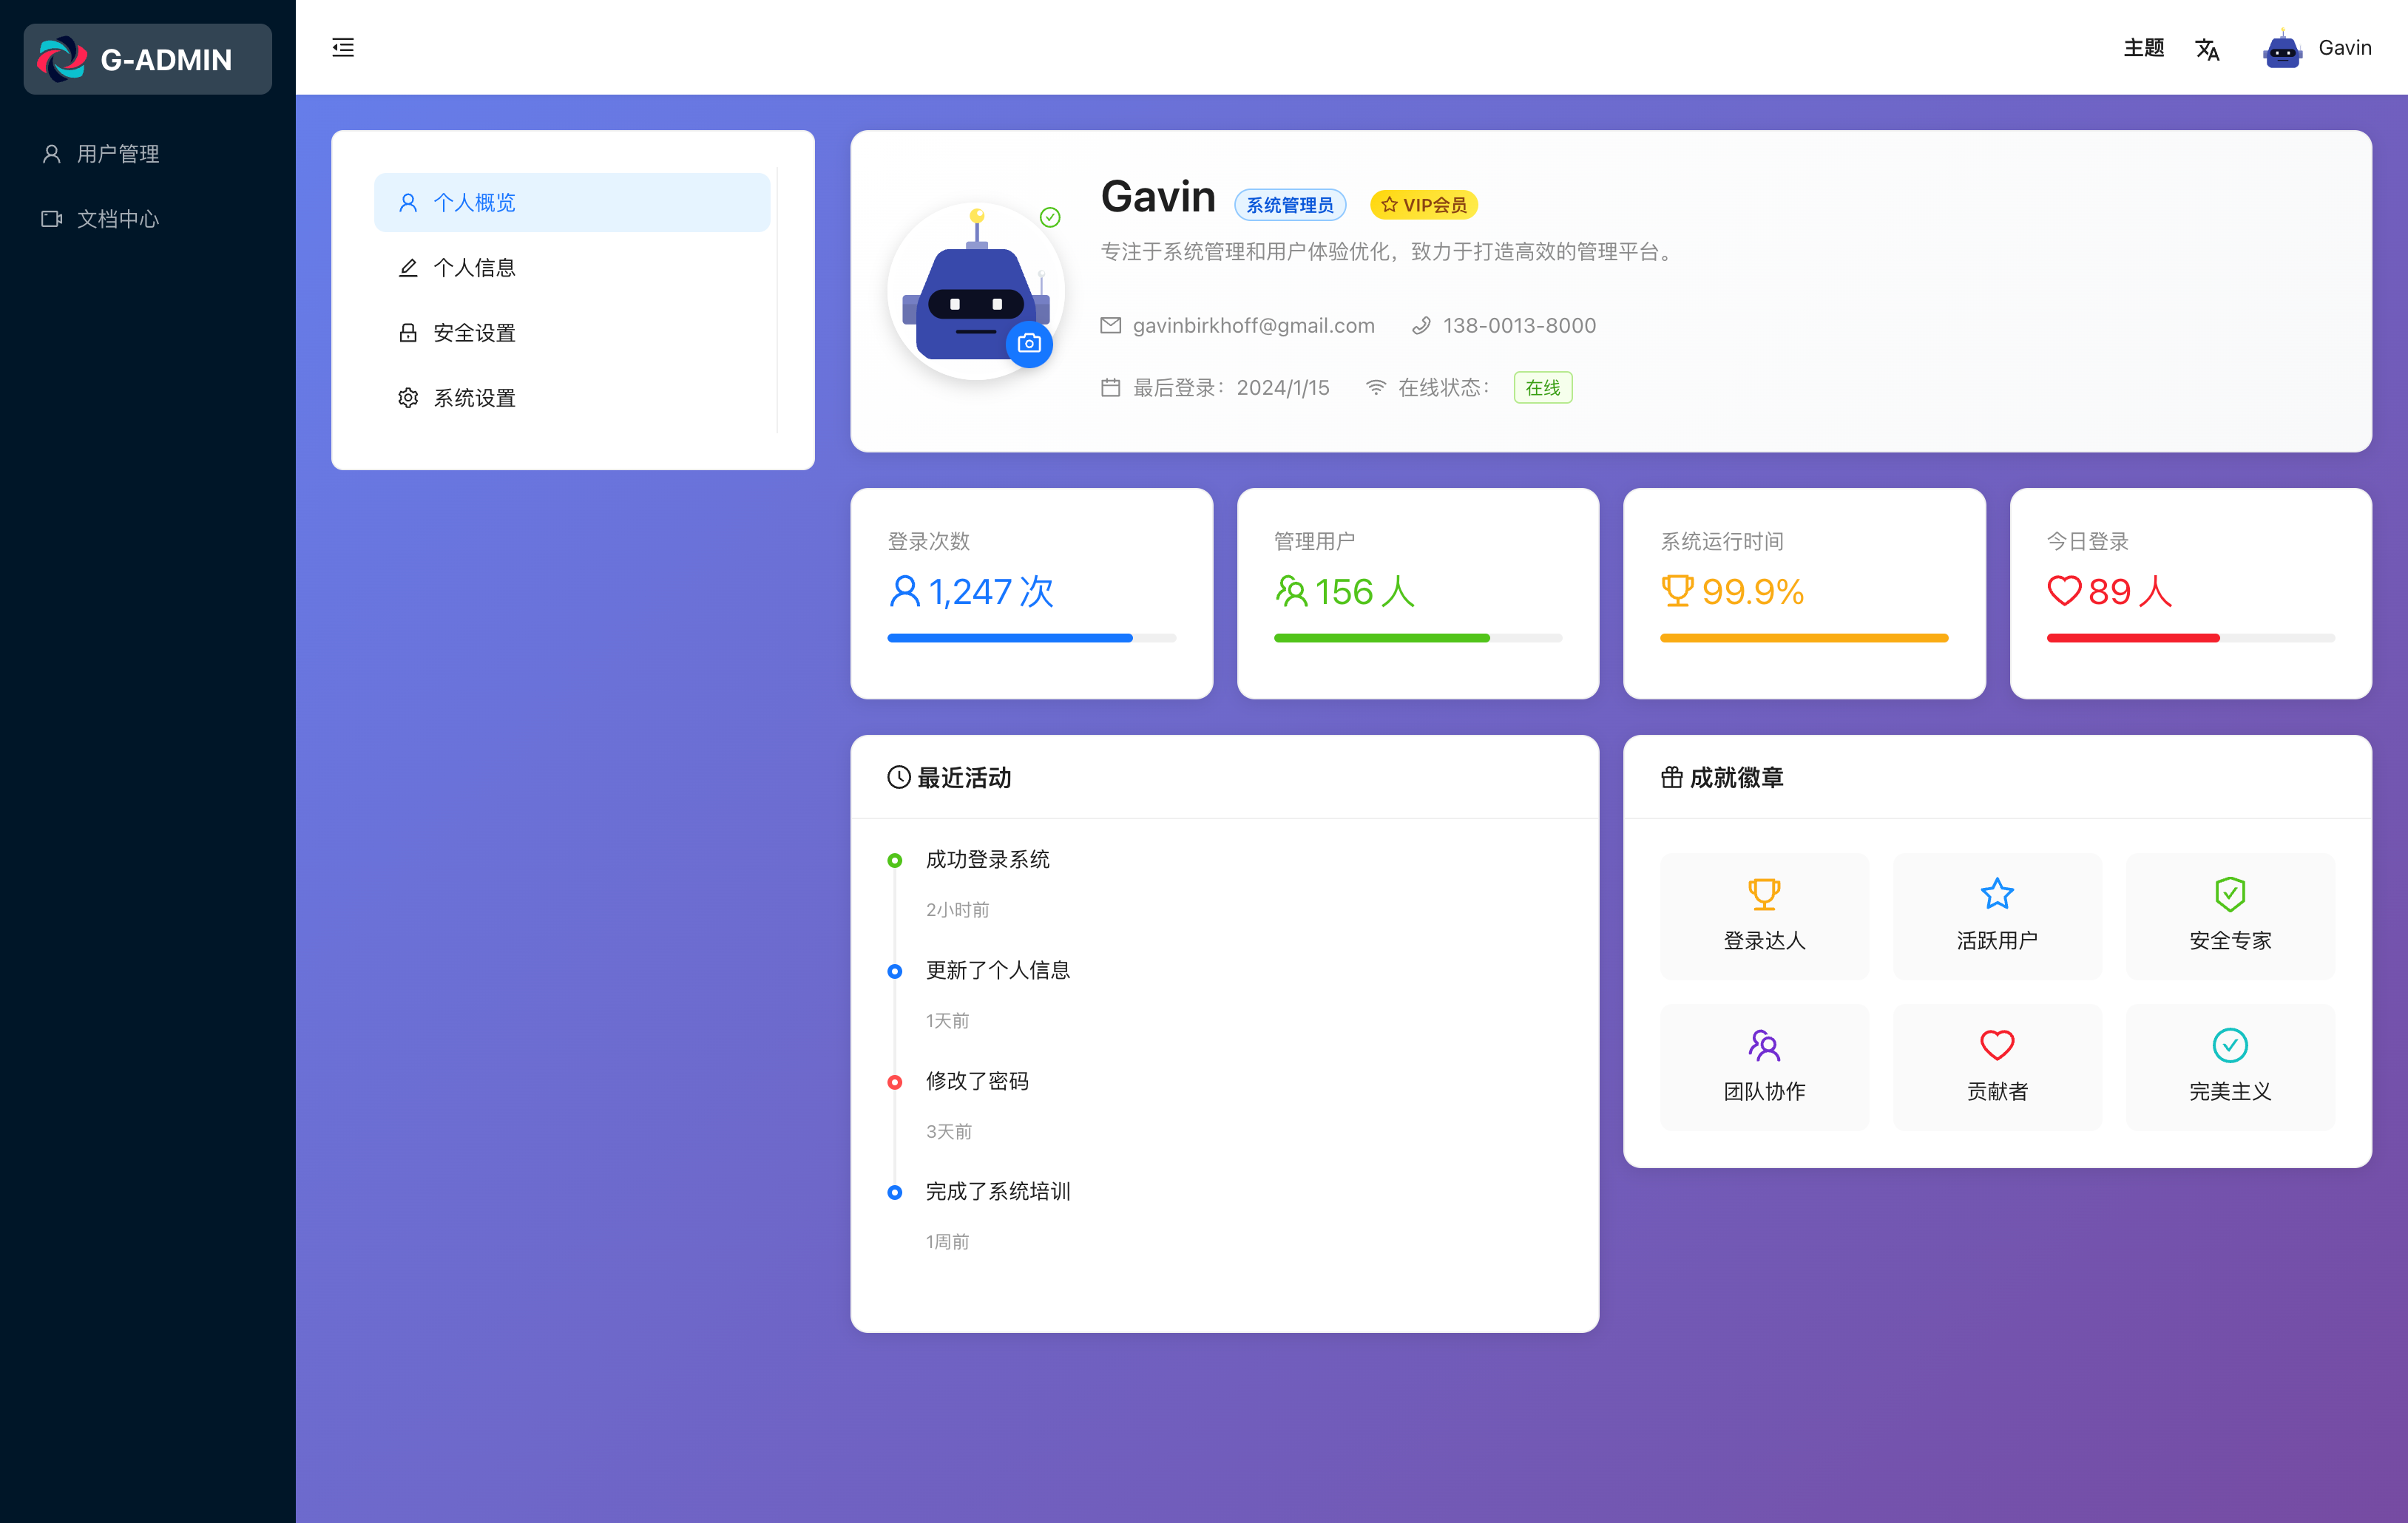 G-ADMIN
用户管理
文档中心
主题
Gavin
个人概览
个人信息
安全设置
系统设置
Gavin 系统管理员 VIP会员
专注于系统管理和用户体验优化，致力于打造高效的管理平台。
gavinbirkhoff@gmail.com 138-0013-8000
最后登录：2024/1/15 在线状态： 在线
登录次数
1,247 次
管理用户
156 人
系统运行时间
99.9%
今日登录
89 人
最近活动
成功登录系统
2小时前
更新了个人信息
1天前
修改了密码
3天前
完成了系统培训
1周前
成就徽章
登录达人
活跃用户
安全专家
团队协作
贡献者
完美主义